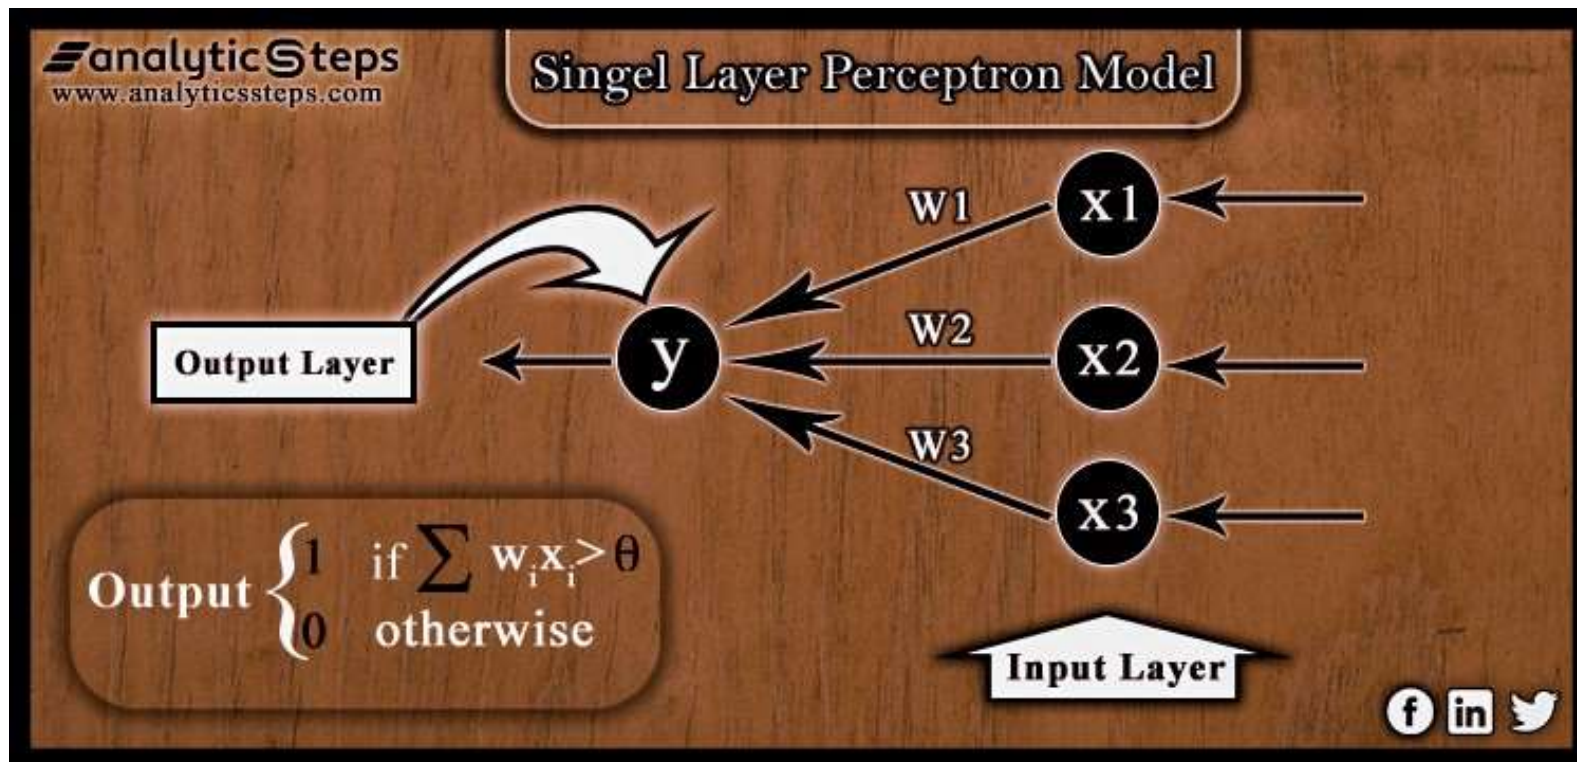 analyticSteps
www.analyticssteps.com
Singel Layer Perceptron Model
x1
W1
W2
x2
y
Output Layer
W3
x3
Output { 1 if ∑ wᵢxᵢ> θ
0 otherwise
Input Layer
f in